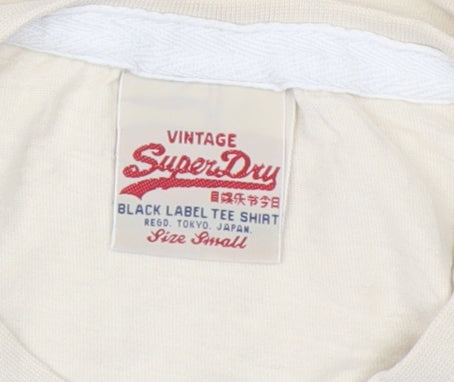 VINTAGE
SuperDry
BLACK LABEL TEE SHIRT
REGD. TOKYO. JAPAN.
Size Small